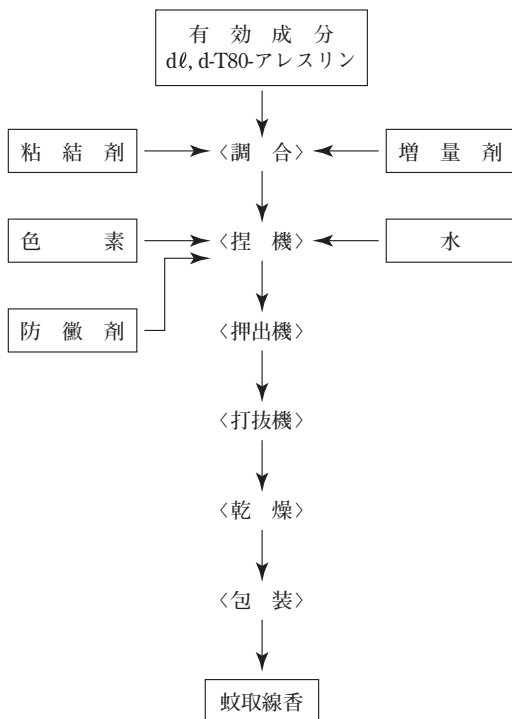 有効成分
dℓ, d-T80-アレスリン
粘結剤
〈調合〉
増量剤
色素
〈捏機〉
水
防黴剤
〈押出機〉
〈打抜機〉
〈乾燥〉
〈包装〉
蚊取線香